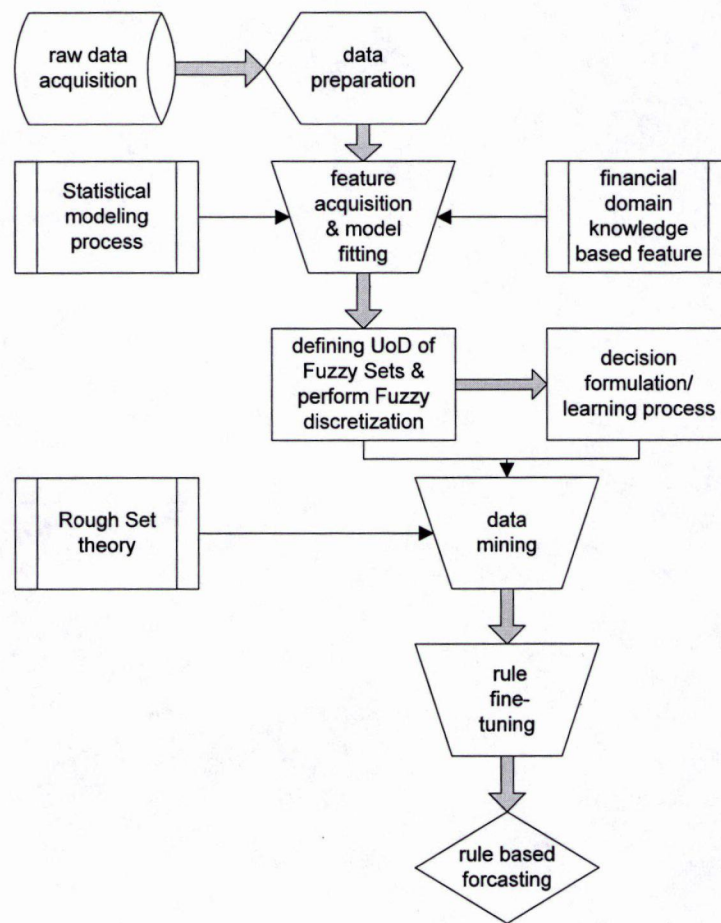 raw data
acquisition
data
preparation
Statistical
modeling
process
feature
acquisition
& model
fitting
financial
domain
knowledge
based feature
defining UoD of
Fuzzy Sets &
perform Fuzzy
discretization
decision
formulation/
learning process
Rough Set
theory
data
mining
rule
fine-
tuning
rule based
forcasting